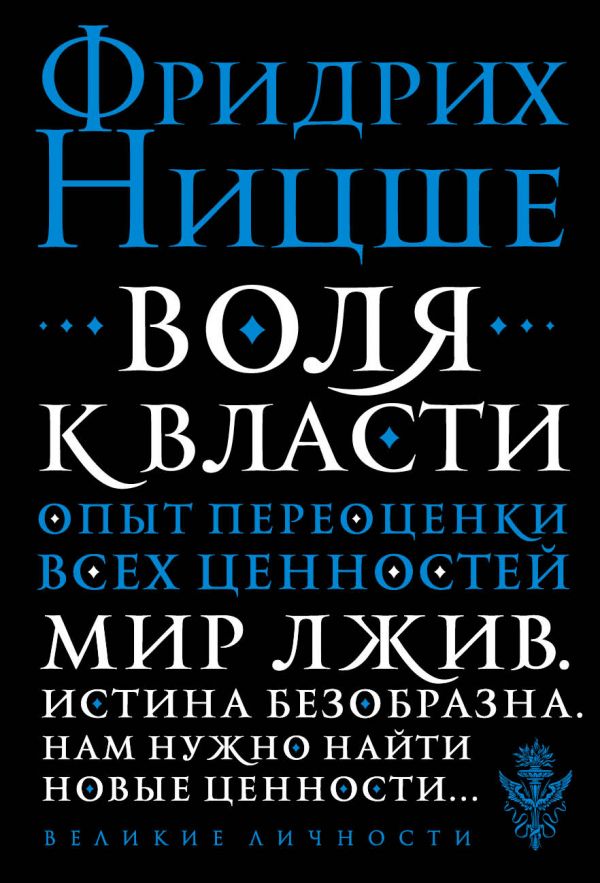 Фридрих
Ницше
Воля
к власти
опыт переоценки
всех ценностей
Мир лжив.
Истина безобразна.
Нам нужно найти
новые ценности...
Великие личности